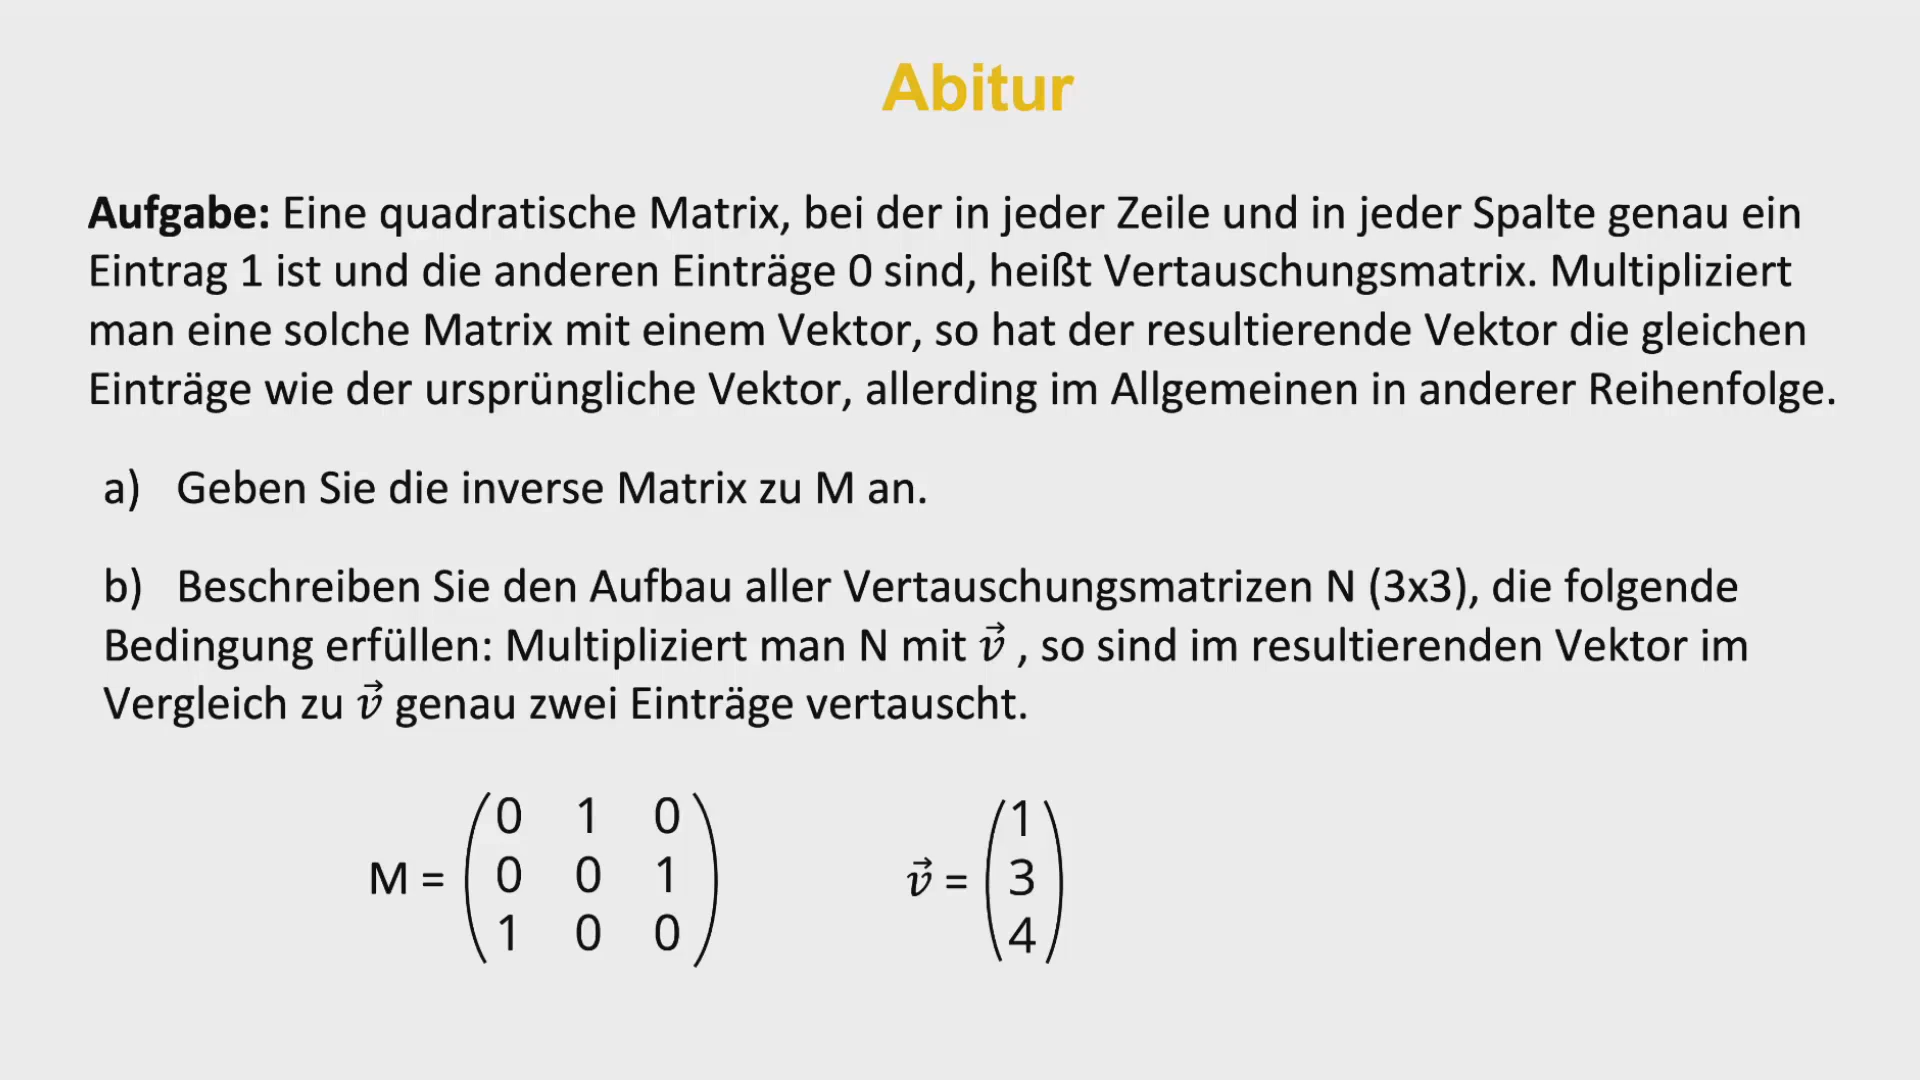 Abitur
Aufgabe: Eine quadratische Matrix, bei der in jeder Zeile und in jeder Spalte genau ein
Eintrag 1 ist und die anderen Einträge 0 sind, heißt Vertauschungsmatrix. Multipliziert
man eine solche Matrix mit einem Vektor, so hat der resultierende Vektor die gleichen
Einträge wie der ursprüngliche Vektor, allerding im Allgemeinen in anderer Reihenfolge.
a) Geben Sie die inverse Matrix zu M an.
b) Beschreiben Sie den Aufbau aller Vertauschungsmatrizen N (3x3), die folgende
Bedingung erfüllen: Multipliziert man N mit v⃗ , so sind im resultierenden Vektor im
Vergleich zu v⃗ genau zwei Einträge vertauscht.
M =
0 1 0
0 0 1
1 0 0
v⃗ =
1
3
4